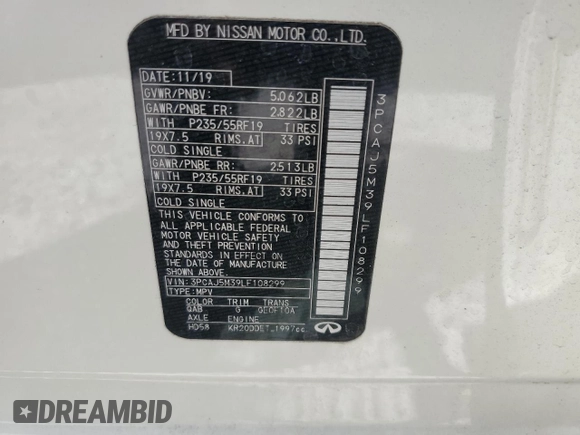 MFD BY NISSAN MOTOR CO.,LTD.
DATE:11/19
GVWR/PNBV: 5,062LB
GAWR/PNBE FR: 2,822LB
WITH P235/55RF19 TIRES
19X7.5 RIMS,AT 33 PSI
COLD SINGLE
GAWR/PNBE RR: 2,513LB
WITH P235/55RF19 TIRES
19X7.5 RIMS,AT 33 PSI
COLD SINGLE
THIS VEHICLE CONFORMS TO
ALL APPLICABLE FEDERAL
MOTOR VEHICLE SAFETY
AND THEFT PREVENTION
STANDARDS IN EFFECT ON
THE DATE OF MANUFACTURE
SHOWN ABOVE.
VIN:3PCAJ5M39LF108299
TYPE:MPV
COLOR TRIM TRANS
QAB G GE0F10A
AXLE ENGINE
HD58 KR20DDET 1997cc
3PCAJ5M39LF108299
DREAMBID